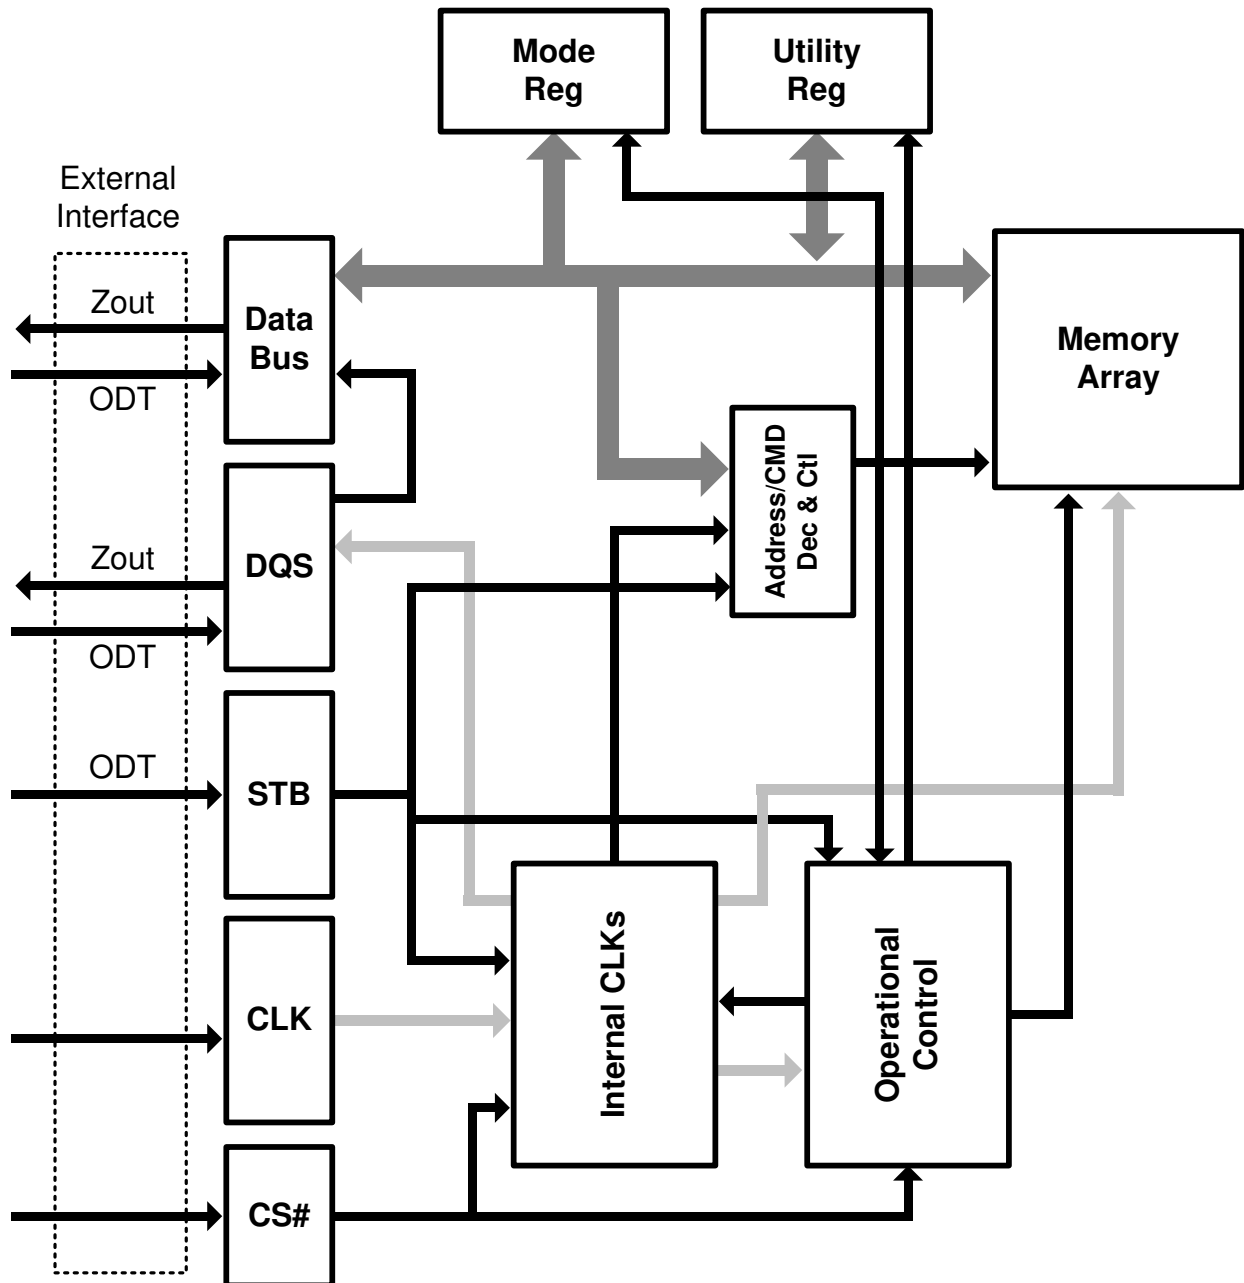 Mode
Reg
Utility
Reg
External
Interface
Zout
ODT
Data
Bus
Memory
Array
Address/CMD
Dec & Ctl
Zout
ODT
DQS
ODT
STB
CLK
Internal CLKs
Operational
Control
CS#